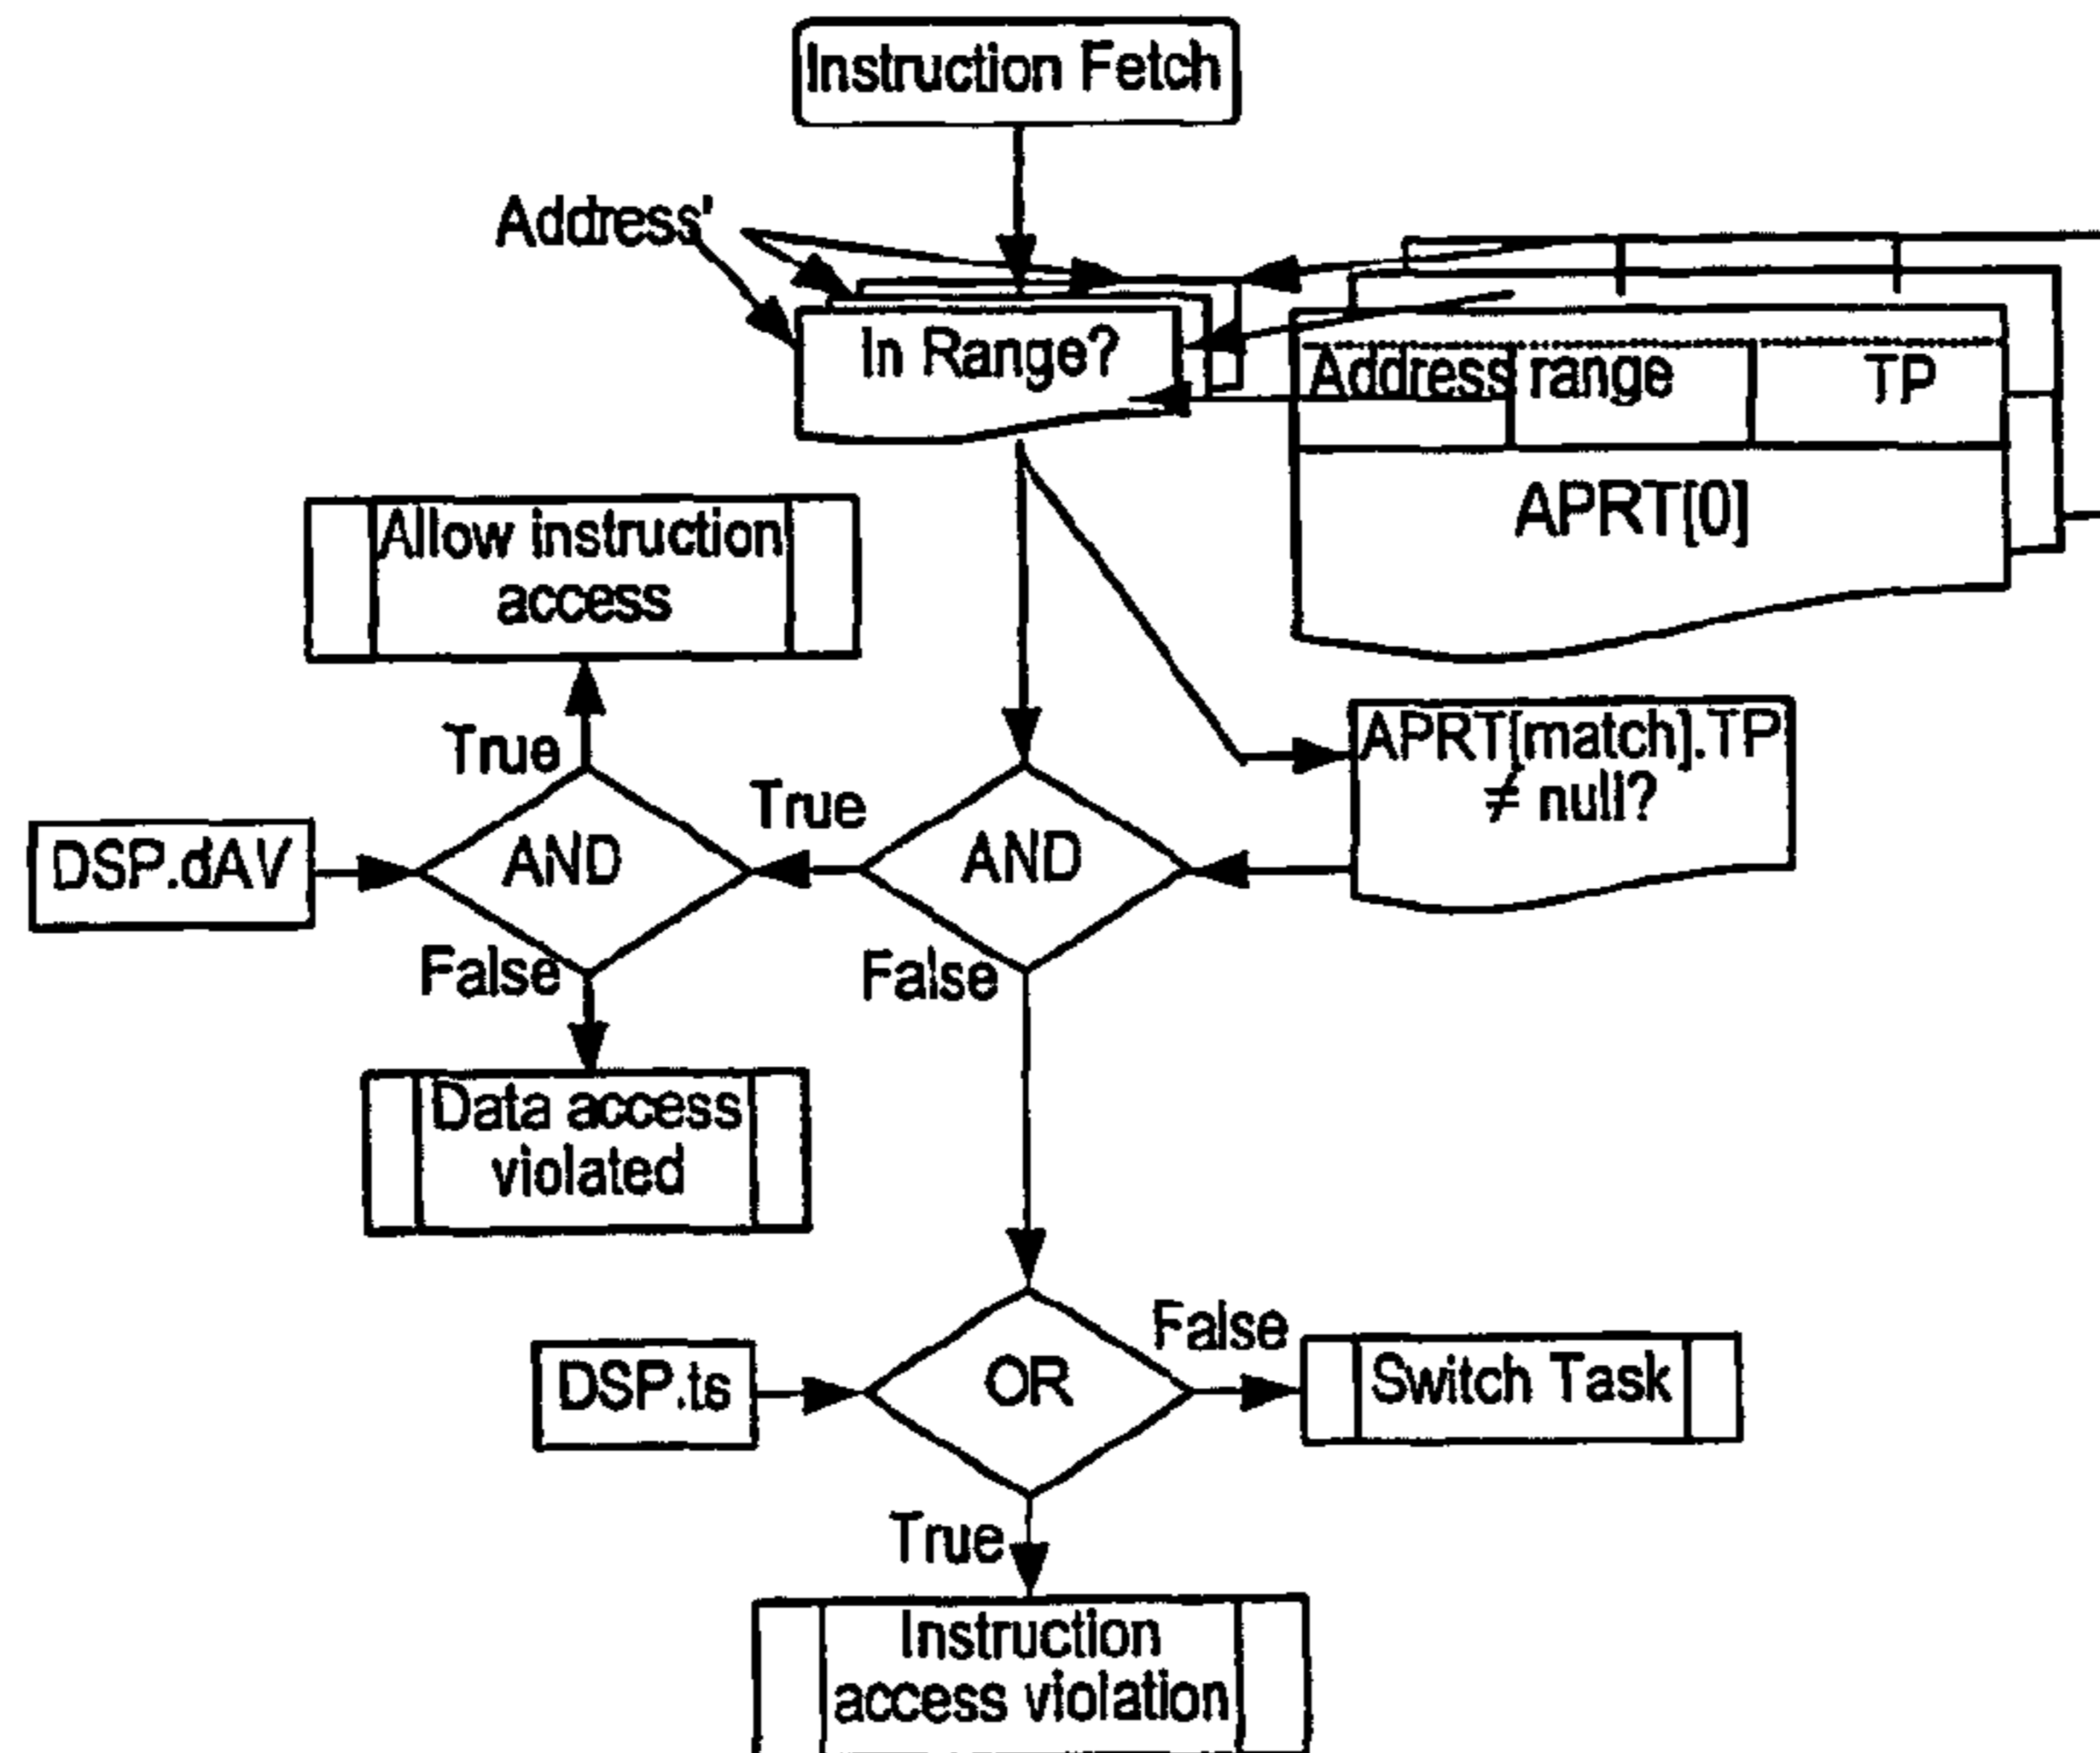 Instruction Fetch
Address'
In Range?
Address range
TP
APRT[0]
Allow instruction
access
APRT[match].TP
≠ null?
True
True
DSP.dAV
AND
AND
False
False
Data access
violated
False
DSP.ts
OR
Switch Task
True
Instruction
access violation